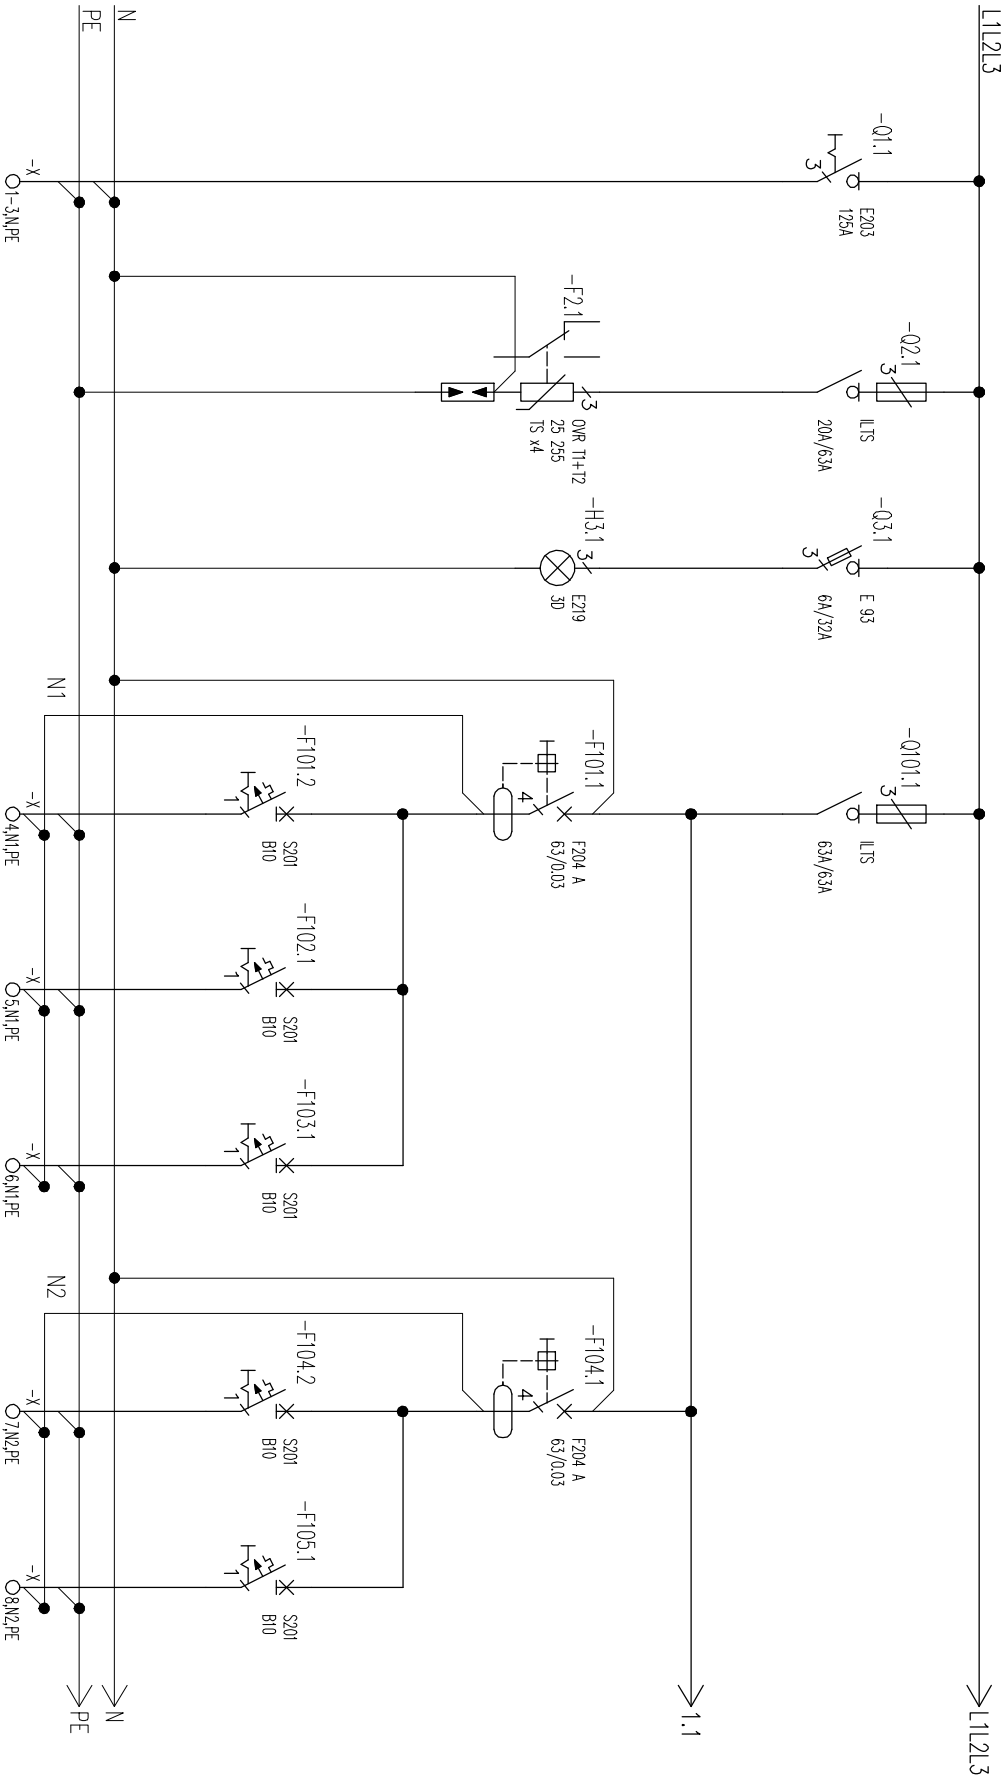 L1L2L3
L1L2L3
-Q1.1
3
E203
125A
-Q2.1
3
ILTS
20A/63A
-Q3.1
3
E 93
6A/32A
-Q101.1
3
ILTS
63A/63A
1.1
-F2.1
3
OVR T1+T2
25 255
TS x4
-H3.1
3
E219
3D
-F101.1
4
F204 A
63/0.03
-F104.1
4
F204 A
63/0.03
-F101.2
1
S201
B10
-F102.1
1
S201
B10
-F103.1
1
S201
B10
-F104.2
1
S201
B10
-F105.1
1
S201
B10
N
N
PE
PE
N1
N2
-X
1-3,N,PE
-X
4,N1,PE
-X
5,N1,PE
-X
6,N1,PE
-X
7,N2,PE
-X
8,N2,PE